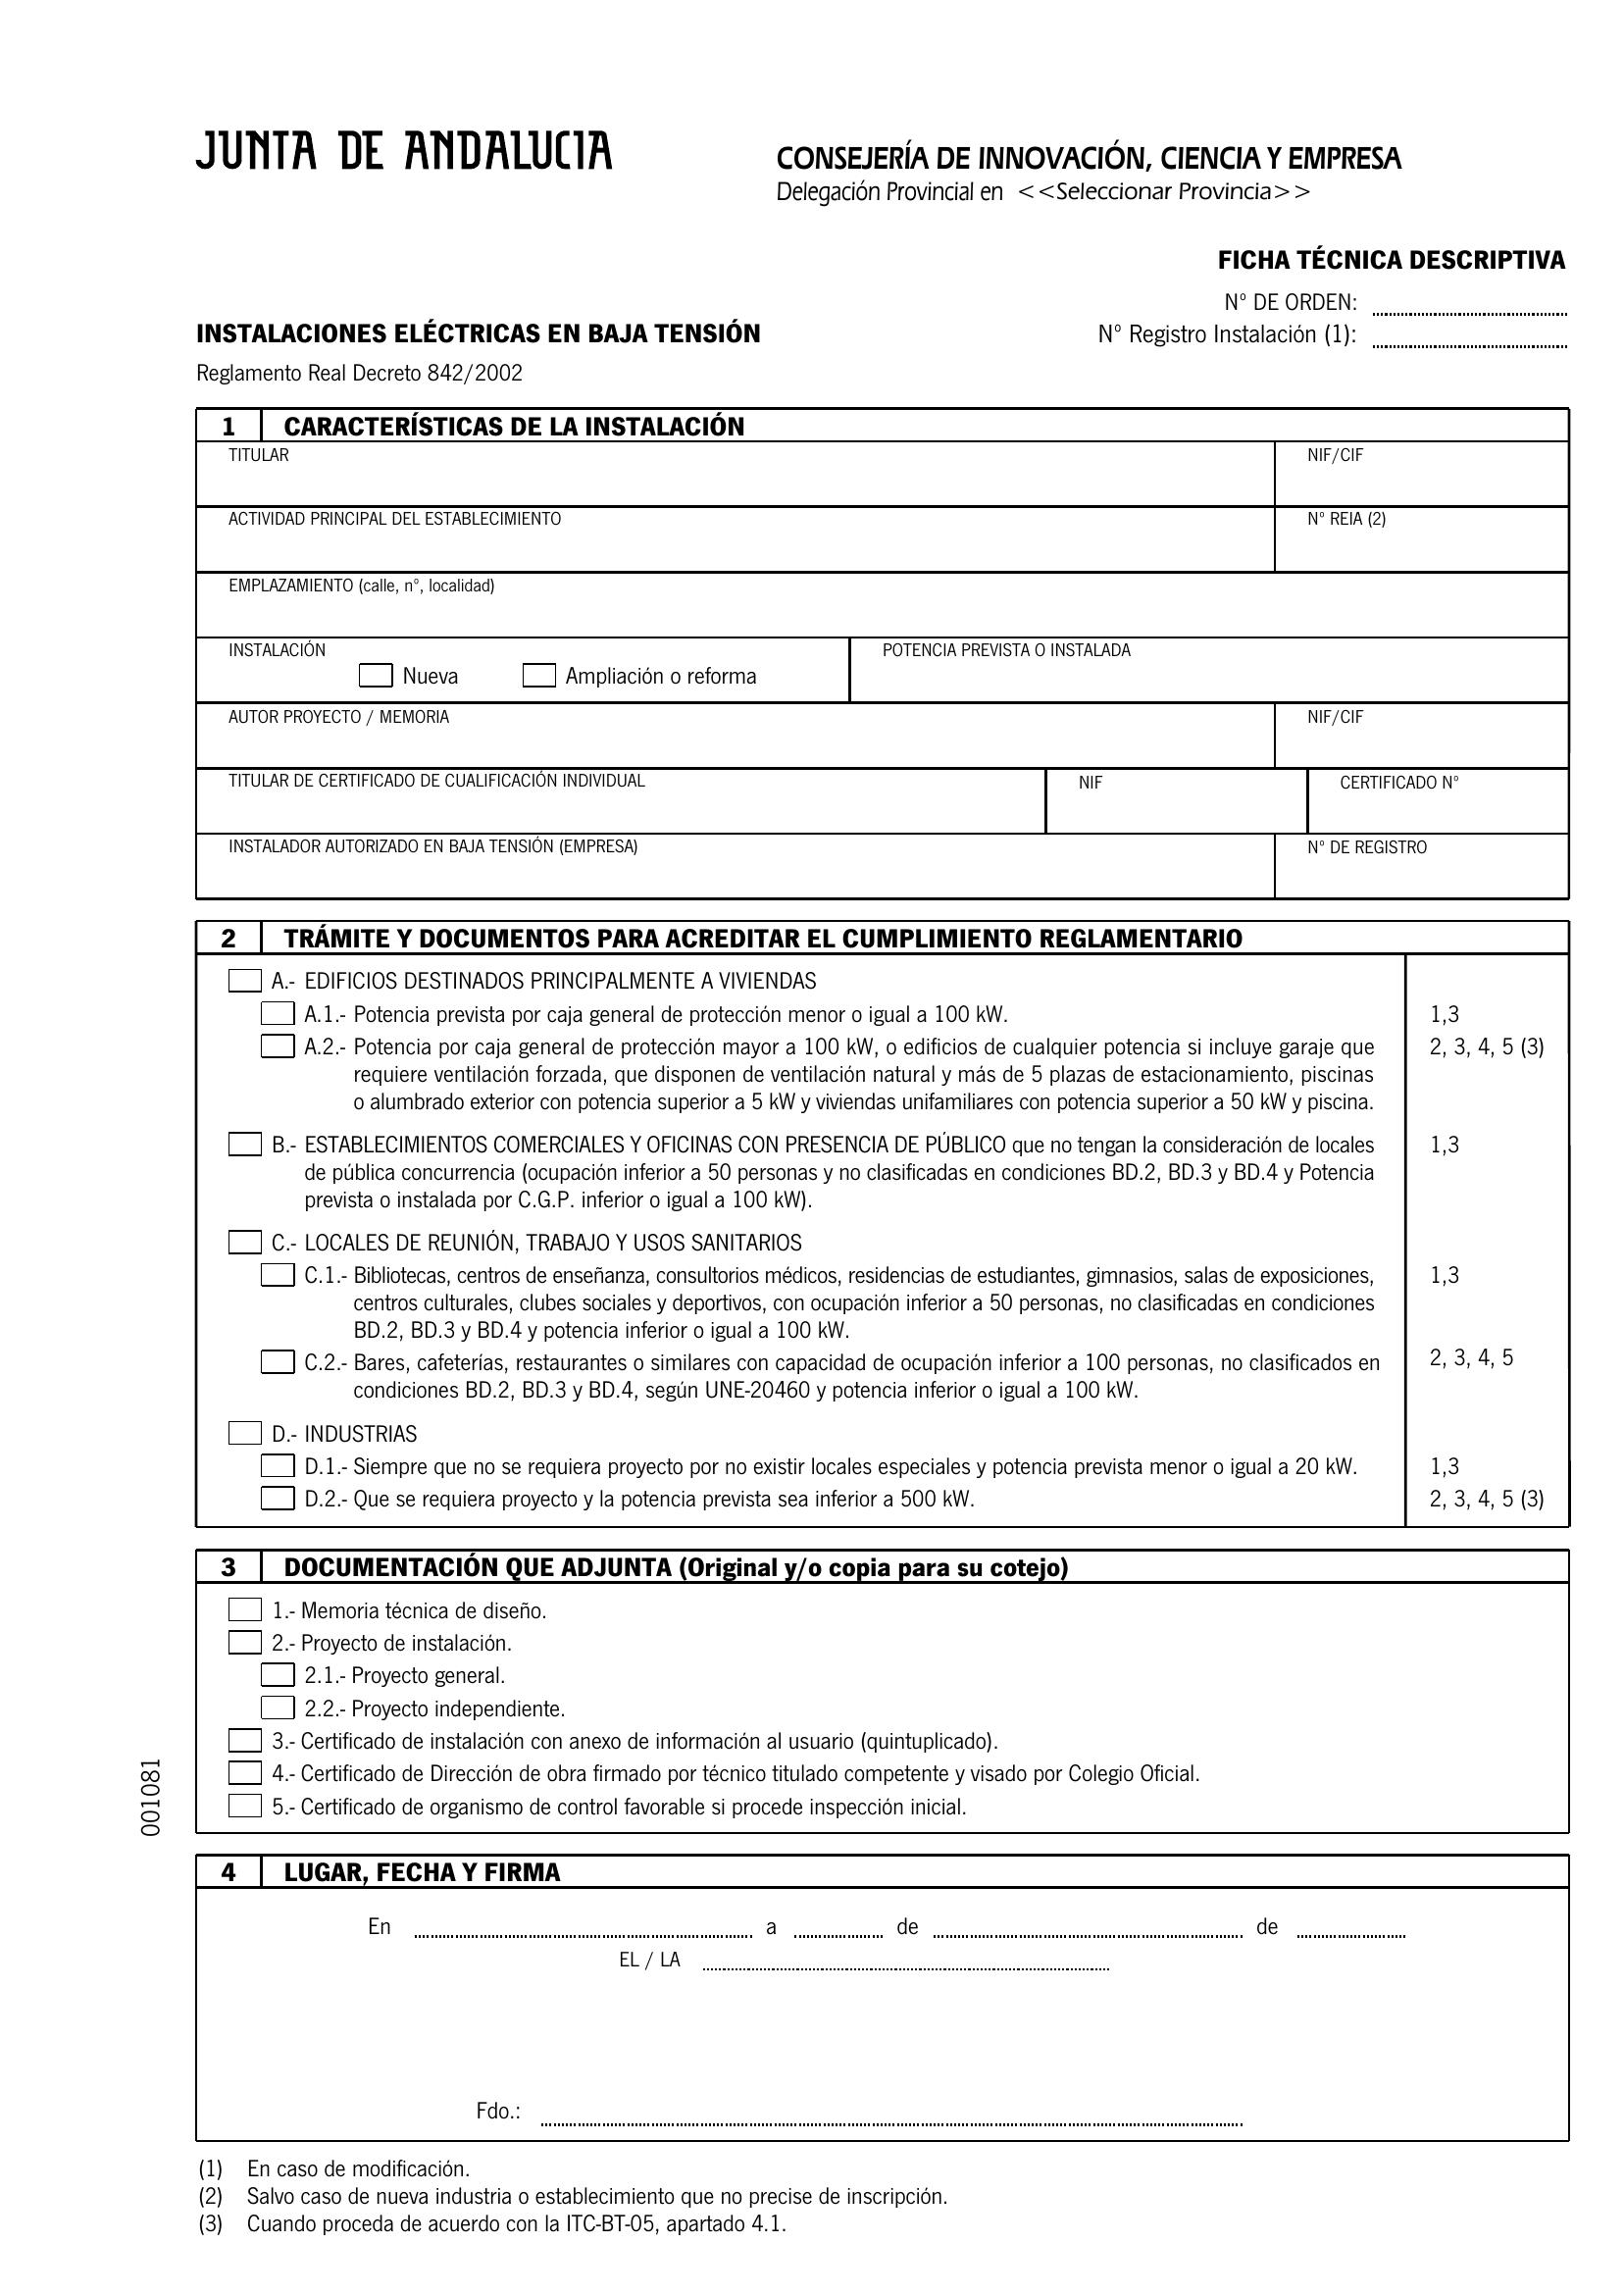 JUNTA DE ANDALUCIA
CONSEJERÍA DE INNOVACIÓN, CIENCIA Y EMPRESA
Delegación Provincial en <<Seleccionar Provincia>>
FICHA TÉCNICA DESCRIPTIVA
Nº DE ORDEN:
INSTALACIONES ELÉCTRICAS EN BAJA TENSIÓN
Nº Registro Instalación (1):
Reglamento Real Decreto 842/2002
1 CARACTERÍSTICAS DE LA INSTALACIÓN
TITULAR NIF/CIF
ACTIVIDAD PRINCIPAL DEL ESTABLECIMIENTO Nº REIA (2)
EMPLAZAMIENTO (calle, nº, localidad)
INSTALACIÓN POTENCIA PREVISTA O INSTALADA
Nueva Ampliación o reforma
AUTOR PROYECTO / MEMORIA NIF/CIF
TITULAR DE CERTIFICADO DE CUALIFICACIÓN INDIVIDUAL NIF CERTIFICADO Nº
INSTALADOR AUTORIZADO EN BAJA TENSIÓN (EMPRESA) Nº DE REGISTRO
2 TRÁMITE Y DOCUMENTOS PARA ACREDITAR EL CUMPLIMIENTO REGLAMENTARIO
A.- EDIFICIOS DESTINADOS PRINCIPALMENTE A VIVIENDAS
A.1.- Potencia prevista por caja general de protección menor o igual a 100 kW. 1,3
A.2.- Potencia por caja general de protección mayor a 100 kW, o edificios de cualquier potencia si incluye garaje que 2, 3, 4, 5 (3)
requiere ventilación forzada, que disponen de ventilación natural y más de 5 plazas de estacionamiento, piscinas
o alumbrado exterior con potencia superior a 5 kW y viviendas unifamiliares con potencia superior a 50 kW y piscina.
B.- ESTABLECIMIENTOS COMERCIALES Y OFICINAS CON PRESENCIA DE PÚBLICO que no tengan la consideración de locales 1,3
de pública concurrencia (ocupación inferior a 50 personas y no clasificadas en condiciones BD.2, BD.3 y BD.4 y Potencia
prevista o instalada por C.G.P. inferior o igual a 100 kW).
C.- LOCALES DE REUNIÓN, TRABAJO Y USOS SANITARIOS
C.1.- Bibliotecas, centros de enseñanza, consultorios médicos, residencias de estudiantes, gimnasios, salas de exposiciones, 1,3
centros culturales, clubes sociales y deportivos, con ocupación inferior a 50 personas, no clasificadas en condiciones
BD.2, BD.3 y BD.4 y potencia inferior o igual a 100 kW.
C.2.- Bares, cafeterías, restaurantes o similares con capacidad de ocupación inferior a 100 personas, no clasificados en 2, 3, 4, 5
condiciones BD.2, BD.3 y BD.4, según UNE-20460 y potencia inferior o igual a 100 kW.
D.- INDUSTRIAS
D.1.- Siempre que no se requiera proyecto por no existir locales especiales y potencia prevista menor o igual a 20 kW. 1,3
D.2.- Que se requiera proyecto y la potencia prevista sea inferior a 500 kW. 2, 3, 4, 5 (3)
3 DOCUMENTACIÓN QUE ADJUNTA (Original y/o copia para su cotejo)
1.- Memoria técnica de diseño.
2.- Proyecto de instalación.
2.1.- Proyecto general.
2.2.- Proyecto independiente.
3.- Certificado de instalación con anexo de información al usuario (quintuplicado).
4.- Certificado de Dirección de obra firmado por técnico titulado competente y visado por Colegio Oficial.
5.- Certificado de organismo de control favorable si procede inspección inicial.
001081
4 LUGAR, FECHA Y FIRMA
En a de de
EL / LA
Fdo.:
(1) En caso de modificación.
(2) Salvo caso de nueva industria o establecimiento que no precise de inscripción.
(3) Cuando proceda de acuerdo con la ITC-BT-05, apartado 4.1.